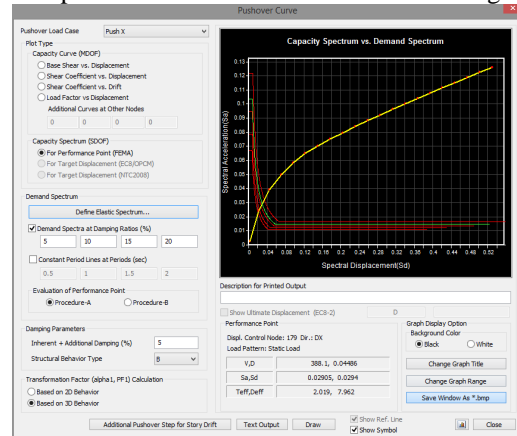 Pushover Curve
Pushover Load Case
Push X
Plot Type
Capacity Curve (MDOF)
Base Shear vs. Displacement
Shear Coefficient vs. Displacement
Shear Coefficient vs. Drift
Load Factor vs Displacement
Additional Curves at Other Nodes
0 0 0 0
Capacity Spectrum (SDOF)
For Performance Point (FEMA)
For Target Displacement (EC8/OPCM)
For Target Displacement (NTC2008)
Demand Spectrum
Define Elastic Spectrum...
Demand Spectra at Damping Ratios (%)
5 10 15 20
Constant Period Lines at Periods (sec)
0.5 1 1.5 2
Evaluation of Performance Point
Procedure-A Procedure-B
Damping Parameters
Inherent + Additional Damping (%) 5
Structural Behavior Type B
Transformation Factor (alpha1, PF1) Calculation
Based on 2D Behavior
Based on 3D Behavior
Capacity Spectrum vs. Demand Spectrum
Spectral Acceleration(Sa)
0.13
0.12
0.11
0.1
0.09
0.08
0.07
0.06
0.05
0.04
0.03
0.02
0.01
0
0 0.04 0.08 0.12 0.16 0.20 0.24 0.28 0.32 0.36 0.40 0.44 0.48 0.52
Spectral Displacement(Sd)
Description for Printed Output
Show Ultimate Displacement (EC8-2) D
Performance Point
Displ. Control Node: 179 Dir.: DX
Load Pattern: Static Load
V,D 388.1, 0.04486
Sa,Sd 0.02905, 0.0294
Teff,Deff 2.019, 7.962
Graph Display Option
Background Color
Black White
Change Graph Title
Change Graph Range
Save Window As *.bmp
Additional Pushover Step for Story Drift Text Output Draw
Show Ref. Line
Show Symbol
Close